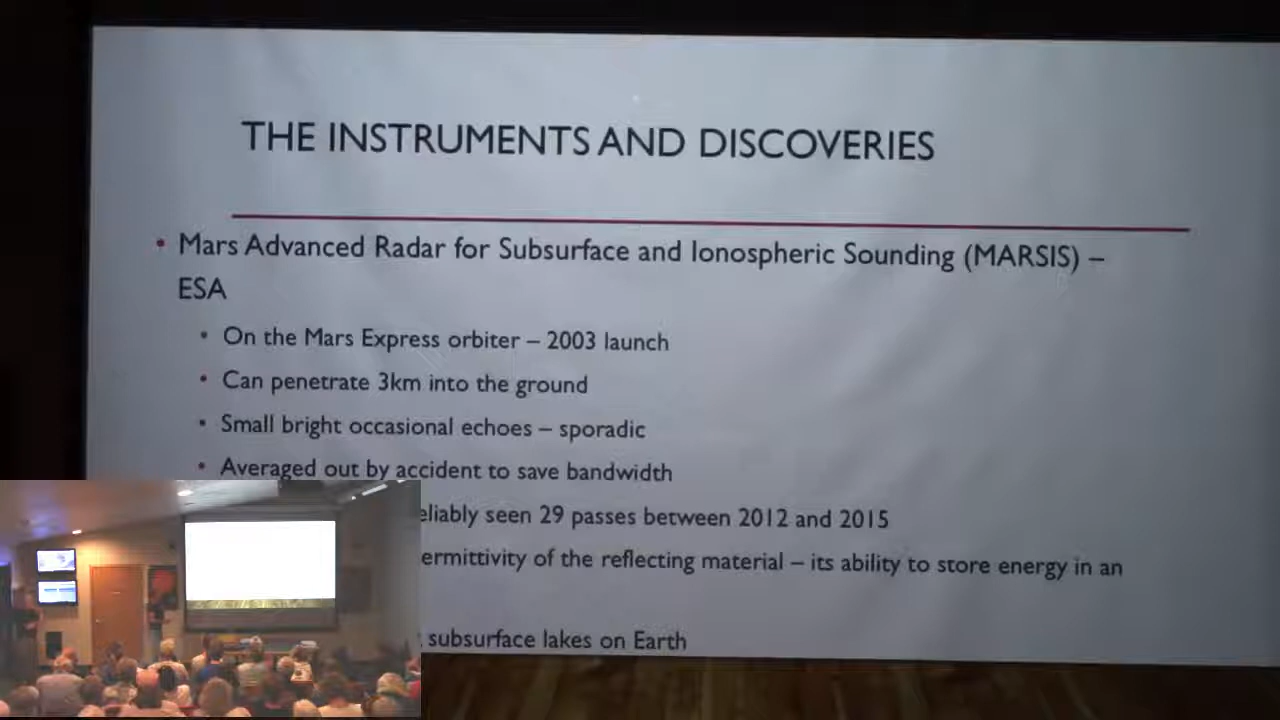 THE INSTRUMENTS AND DISCOVERIES
• Mars Advanced Radar for Subsurface and Ionospheric Sounding (MARSIS) –
ESA
• On the Mars Express orbiter – 2003 launch
• Can penetrate 3km into the ground
• Small bright occasional echoes – sporadic
• Averaged out by accident to save bandwidth
seen 29 passes between 2012 and 2015
of the reflecting material – its ability to store energy in an
subsurface lakes on Earth